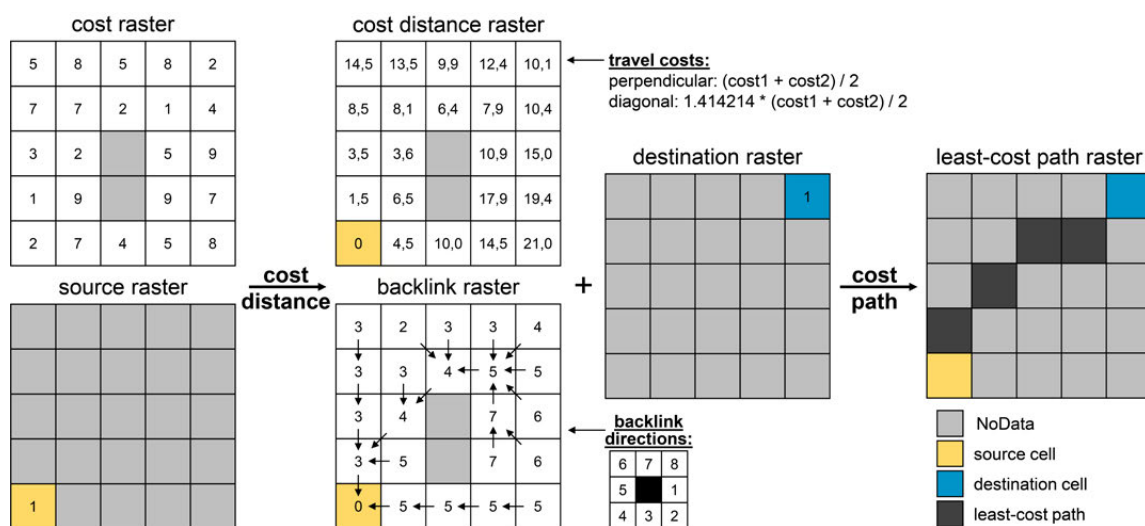 cost raster
5 8 5 8 2
7 7 2 1 4
3 2 5 9
1 9 9 7
2 7 4 5 8
source raster
1
cost
distance
cost distance raster
14,5 13,5 9,9 12,4 10,1
8,5 8,1 6,4 7,9 10,4
3,5 3,6 10,9 15,0
1,5 6,5 17,9 19,4
0 4,5 10,0 14,5 21,0
backlink raster
3 2 3 3 4
3 3 4 5 5
3 4 7 6
3 5 7 6
0 5 5 5 5
travel costs:
perpendicular: (cost1 + cost2) / 2
diagonal: 1.414214 * (cost1 + cost2) / 2
+
destination raster
1
backlink
directions:
6 7 8
5 1
4 3 2
cost
path
least-cost path raster
NoData
source cell
destination cell
least-cost path